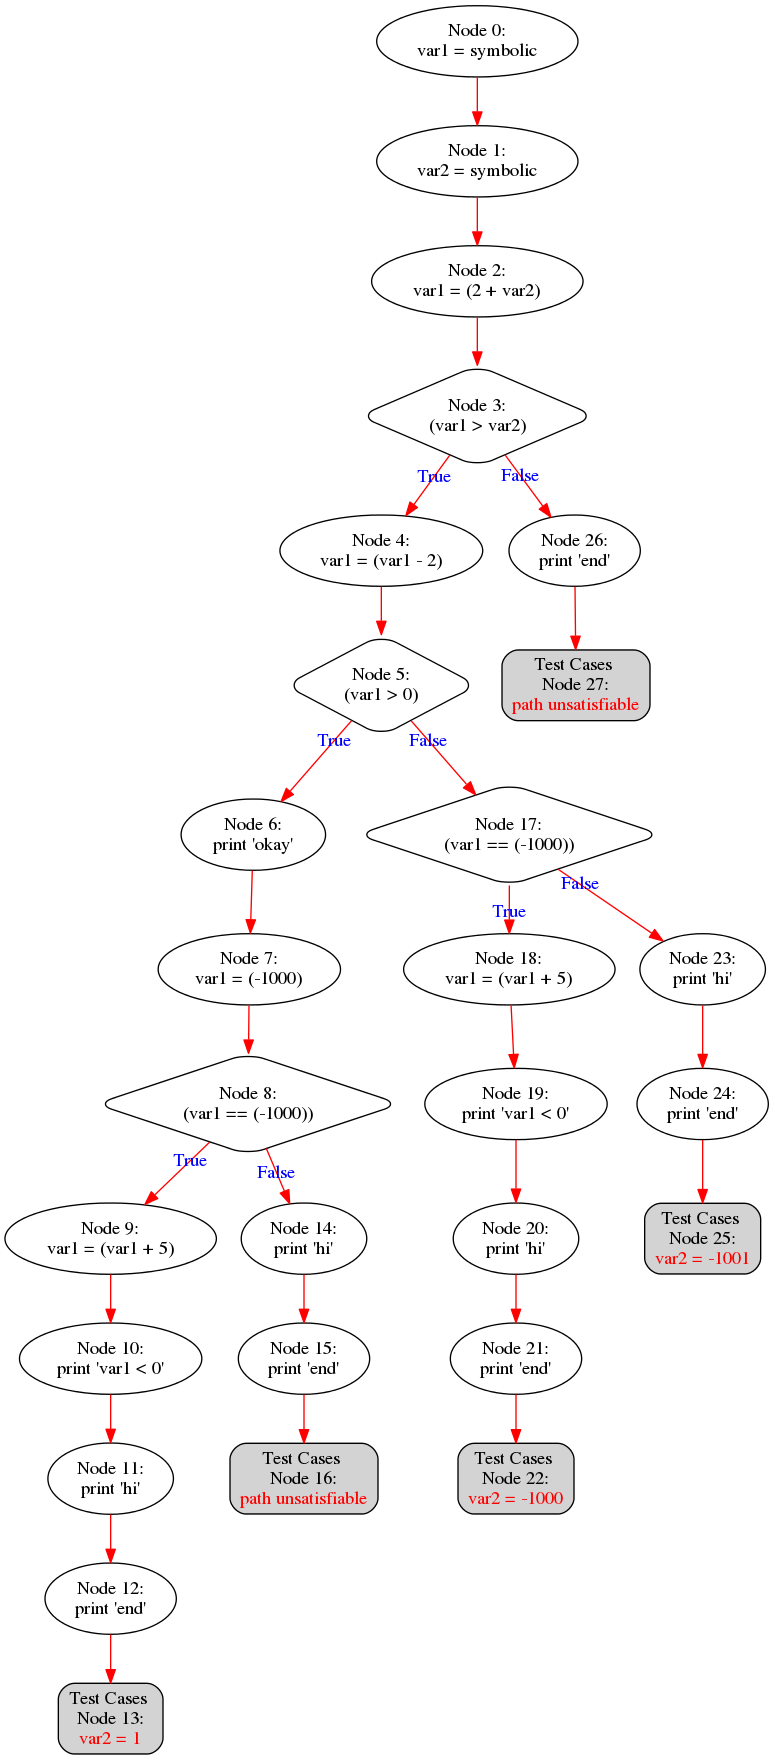 Node 0:
var1 = symbolic
Node 1:
var2 = symbolic
Node 2:
var1 = (2 + var2)
Node 3:
(var1 > var2)
True
False
Node 4:
var1 = (var1 - 2)
Node 26:
print 'end'
Node 5:
(var1 > 0)
Test Cases
Node 27:
path unsatisfiable
True
False
Node 6:
print 'okay'
Node 17:
(var1 == (-1000))
True
False
Node 7:
var1 = (-1000)
Node 18:
var1 = (var1 + 5)
Node 23:
print 'hi'
Node 8:
(var1 == (-1000))
Node 19:
print 'var1 < 0'
Node 24:
print 'end'
True
False
Node 9:
var1 = (var1 + 5)
Node 14:
print 'hi'
Node 20:
print 'hi'
Test Cases
Node 25:
var2 = -1001
Node 10:
print 'var1 < 0'
Node 15:
print 'end'
Node 21:
print 'end'
Node 11:
print 'hi'
Test Cases
Node 16:
path unsatisfiable
Test Cases
Node 22:
var2 = -1000
Node 12:
print 'end'
Test Cases
Node 13:
var2 = 1